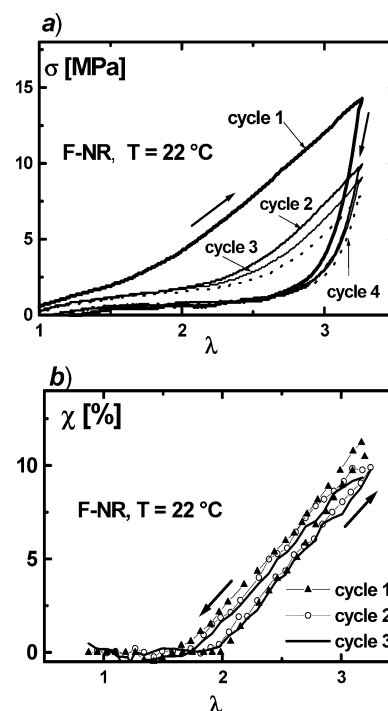 a)
σ [MPa]
15
10
5
0
cycle 1
F-NR, T = 22 °C
cycle 2
cycle 3
cycle 4
1 2 3
λ
b)
χ [%]
10
5
0
F-NR, T = 22 °C
cycle 1
cycle 2
cycle 3
1 2 3
λ